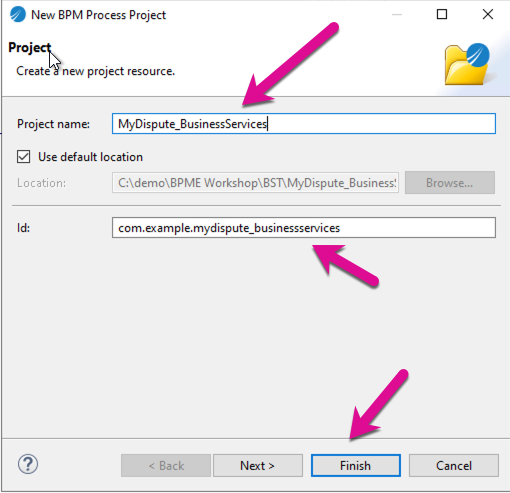 New BPM Process Project
Project
Create a new project resource.
Project name: MyDispute_BusinessServices
Use default location
Location: C:\demo\BPME Workshop\BST\MyDispute_Business Browse...
Id: com.example.mydispute_businessservices
? < Back Next > Finish Cancel